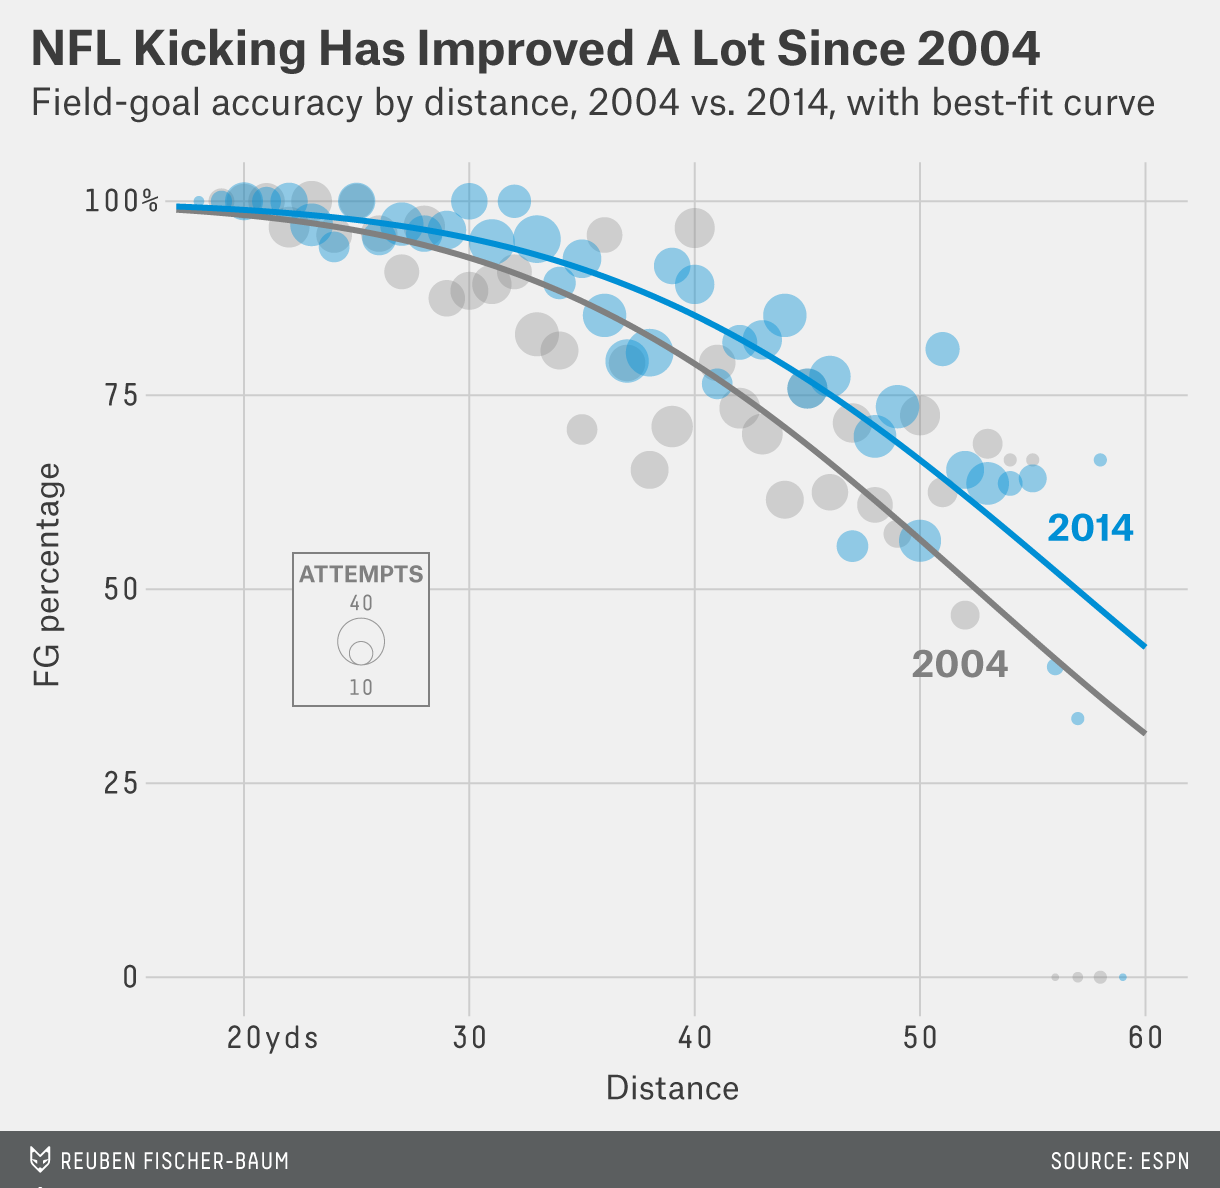 NFL Kicking Has Improved A Lot Since 2004
Field-goal accuracy by distance, 2004 vs. 2014, with best-fit curve
100%
75
50
25
0
FG percentage
ATTEMPTS
40
10
2014
2004
20yds 30 40 50 60
Distance
REUBEN FISCHER-BAUM SOURCE: ESPN